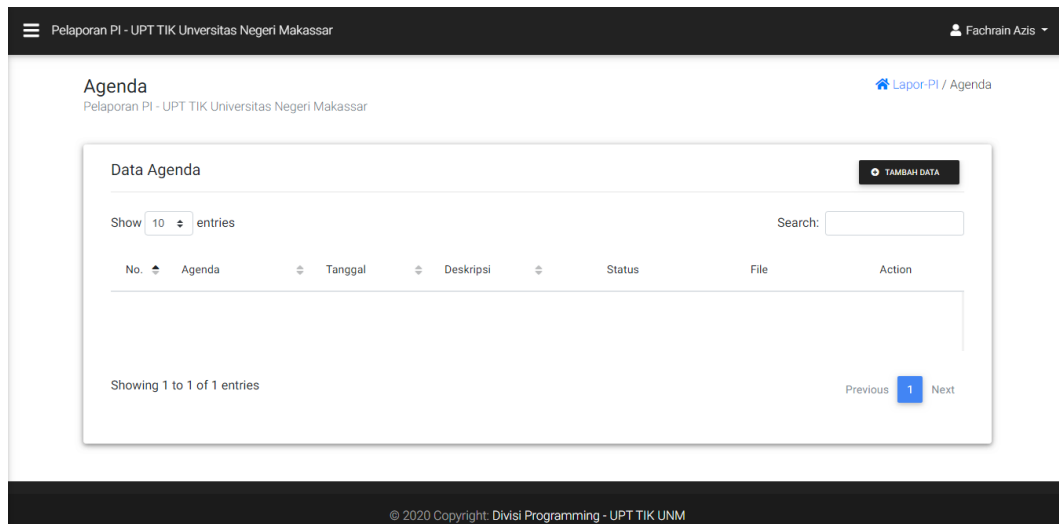 Pelaporan PI - UPT TIK Unversitas Negeri Makassar Fachrain Azis
Agenda Lapor-PI / Agenda
Pelaporan PI - UPT TIK Universitas Negeri Makassar
Data Agenda TAMBAH DATA
Show 10 entries Search:
No. Agenda Tanggal Deskripsi Status File Action
Showing 1 to 1 of 1 entries Previous 1 Next
© 2020 Copyright: Divisi Programming - UPT TIK UNM